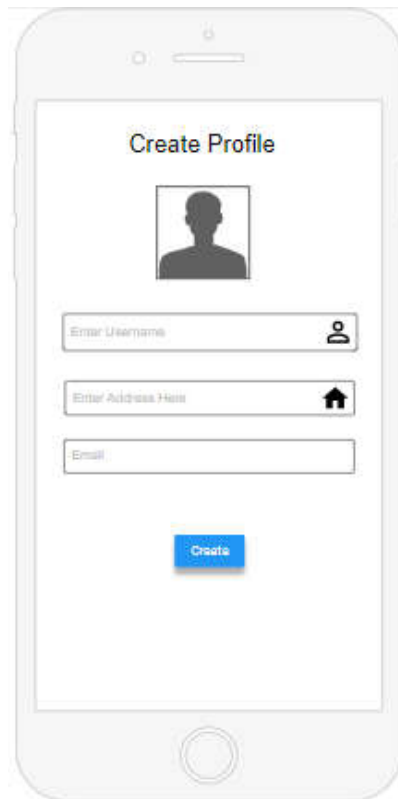 Create Profile
Enter Username
Enter Address Here
Email
Create